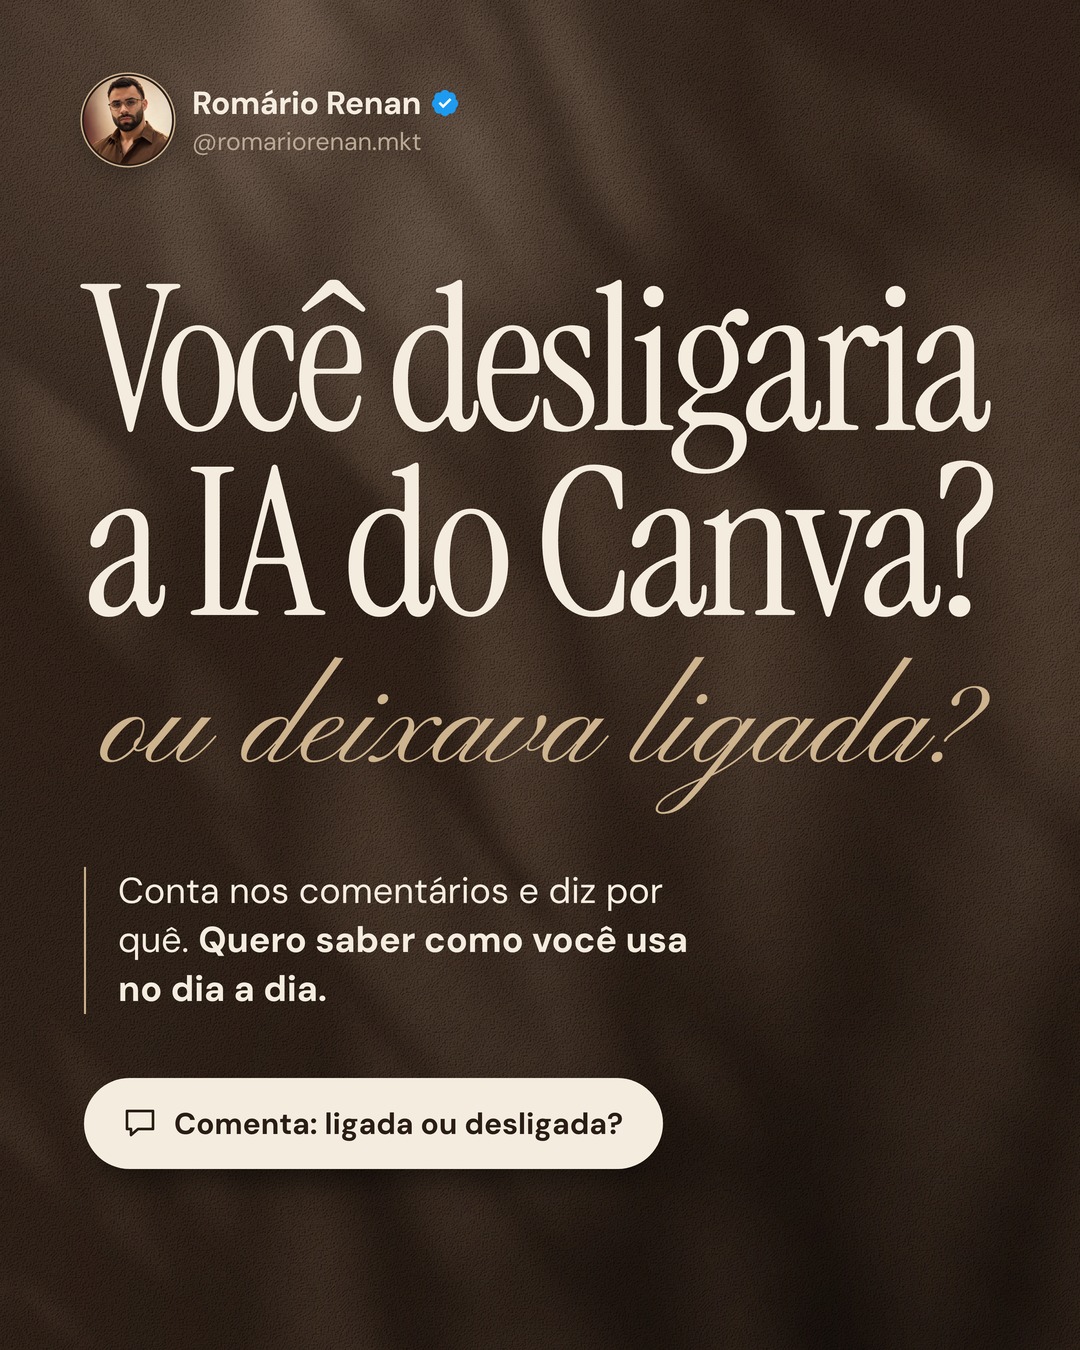 Romário Renan
@romariorenan.mkt
Você desligaria
a IA do Canva?
ou deixava ligada?
Conta nos comentários e diz por
quê. Quero saber como você usa
no dia a dia.
Comenta: ligada ou desligada?